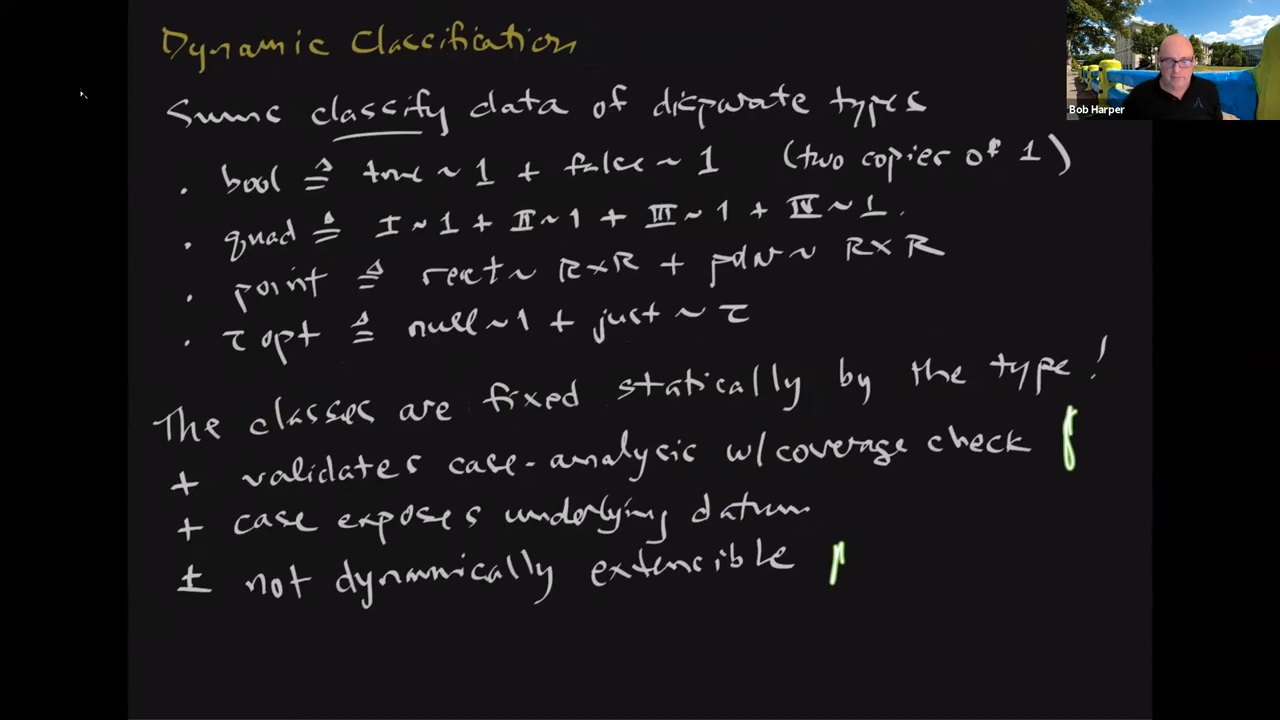 Dynamic Classification
Sums classify data of disparate types
. bool ≜ true ~ 1 + false ~ 1 (two copies of 1)
. quad ≜ I ~ 1 + II ~ 1 + III ~ 1 + IV ~ 1.
. point ≜ rect ~ R×R + polar ~ R×R
. τ opt ≜ null ~ 1 + just ~ τ
The classes are fixed statically by the type!
+ validates case-analysis w/ coverage check
+ case exposes underlying datum
± not dynamically extensible
Bob Harper